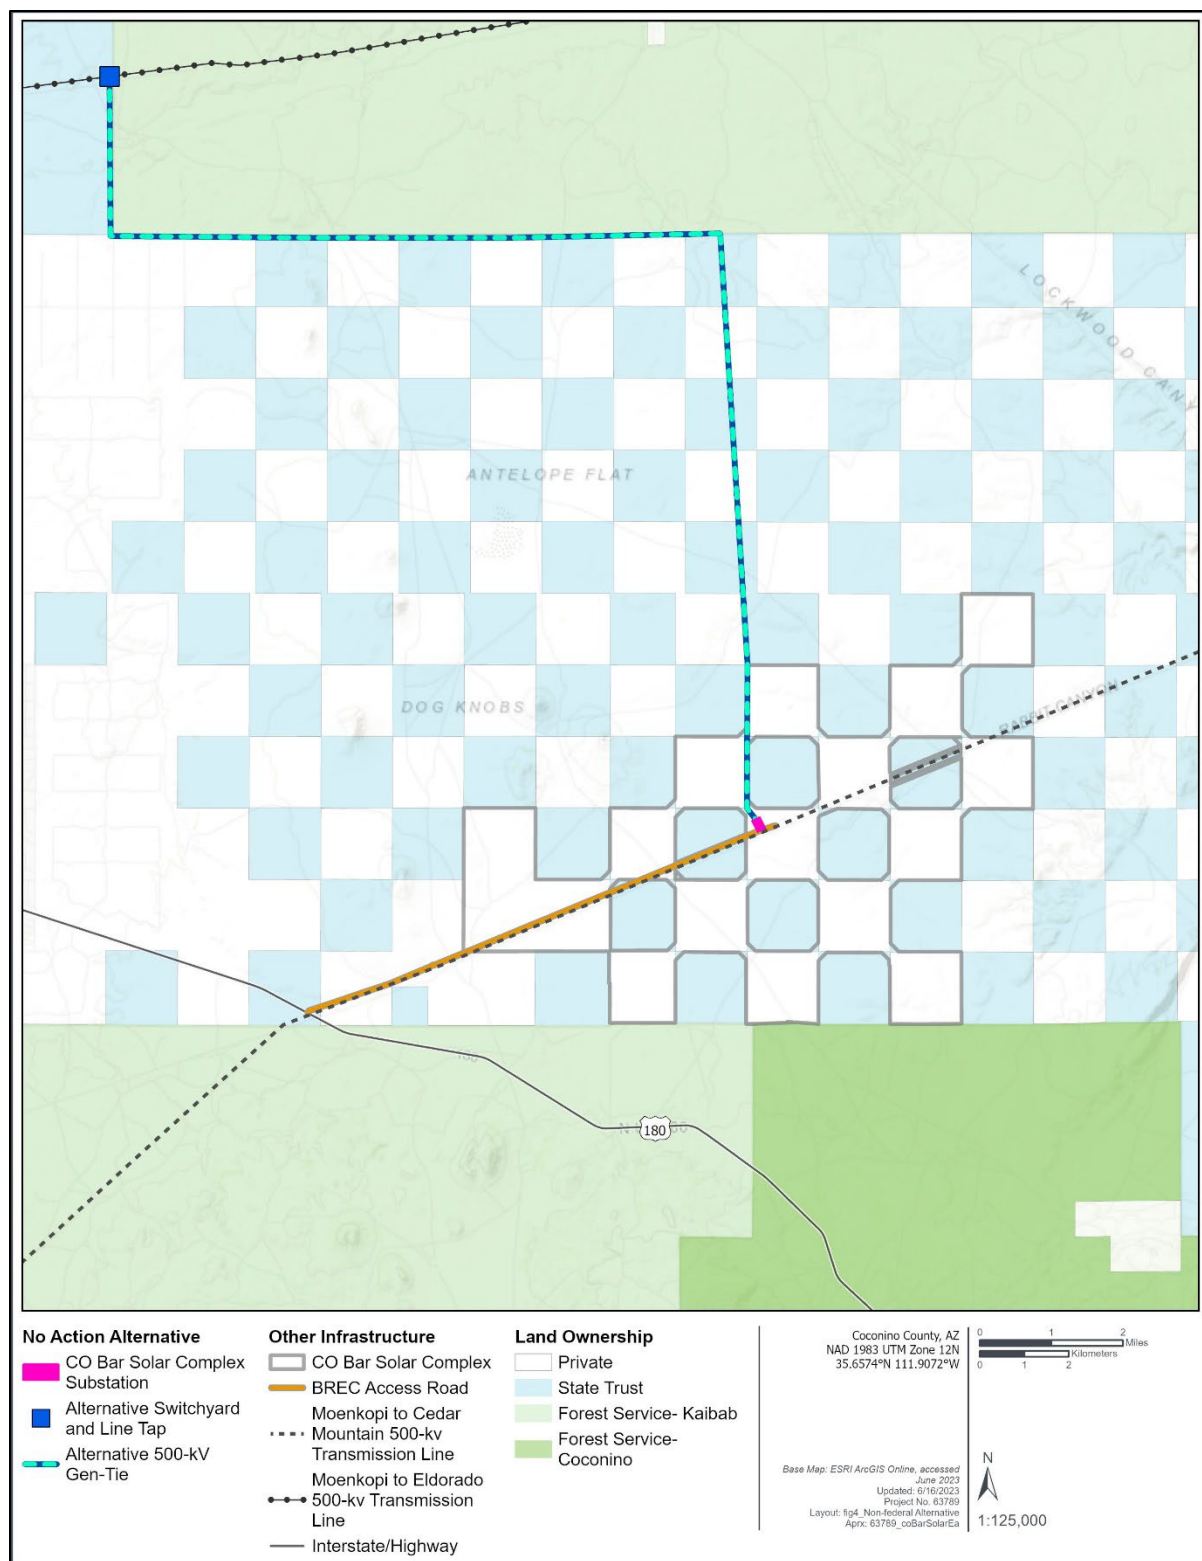 LOCKWOOD CANY
ANTELOPE FLAT
DOG KNOBS
RABBIT CANYON
180
No Action Alternative
CO Bar Solar Complex
Substation
Alternative Switchyard
and Line Tap
Alternative 500-kV
Gen-Tie
Other Infrastructure
CO Bar Solar Complex
BREC Access Road
Moenkopi to Cedar
Mountain 500-kv
Transmission Line
Moenkopi to Eldorado
500-kv Transmission
Line
Interstate/Highway
Land Ownership
Private
State Trust
Forest Service- Kaibab
Forest Service-
Coconino
Coconino County, AZ
NAD 1983 UTM Zone 12N
35.6574°N 111.9072°W
Base Map: ESRI ArcGIS Online, accessed
June 2023
Updated: 6/16/2023
Project No. 63789
Layout: fig4_Non-federal Alternative
Aprx: 63789_coBarSolarEa
0 1 2
Miles
Kilometers
0 1 2
N
1:125,000